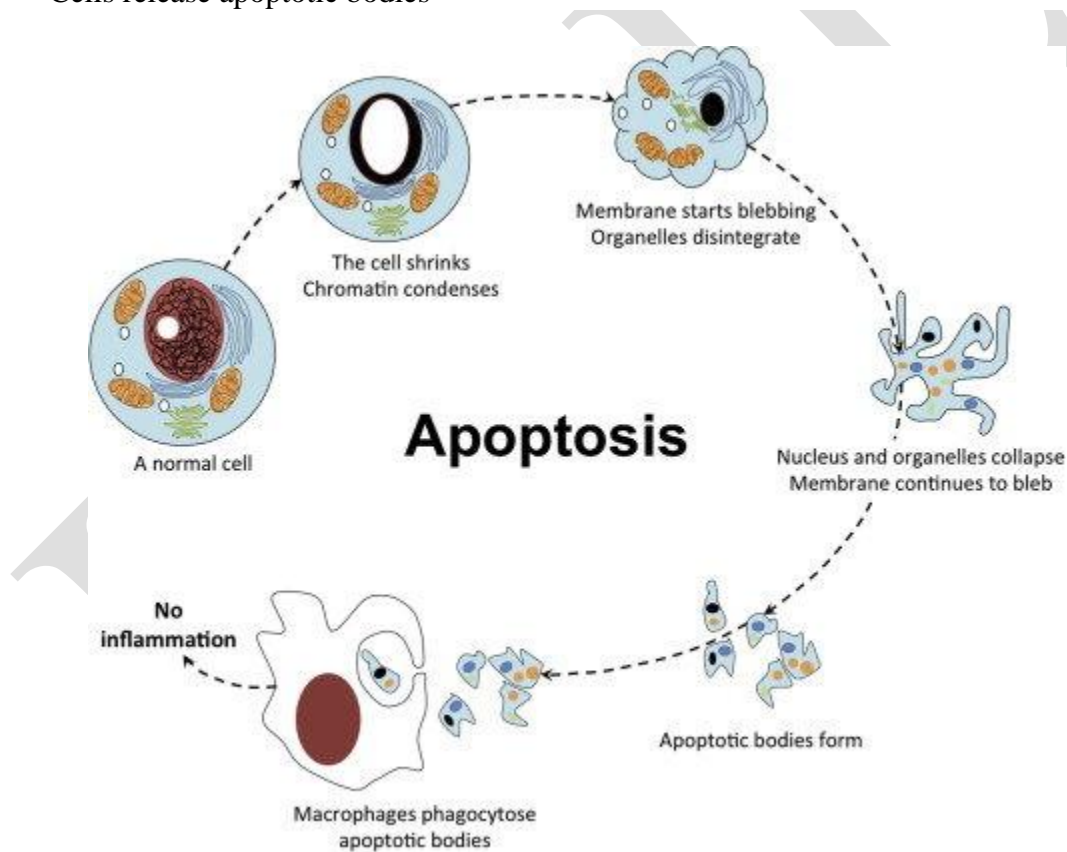 Cells release apoptotic bodies
The cell shrinks
Chromatin condenses
Membrane starts blebbing
Organelles disintegrate
A normal cell
Apoptosis
Nucleus and organelles collapse
Membrane continues to bleb
No
inflammation
Apoptotic bodies form
Macrophages phagocytose
apoptotic bodies